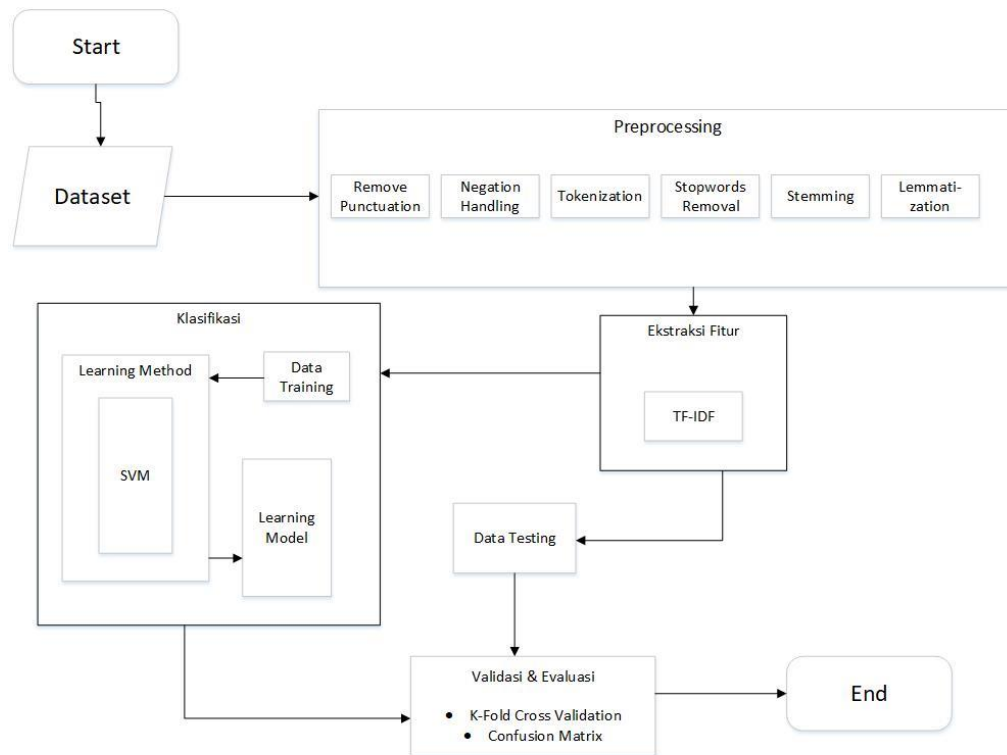 Start
Dataset
Preprocessing
Remove
Punctuation
Negation
Handling
Tokenization
Stopwords
Removal
Stemming
Lemmati-
zation
Klasifikasi
Learning Method
SVM
Data
Training
Learning
Model
Ekstraksi Fitur
TF-IDF
Data Testing
Validasi & Evaluasi
• K-Fold Cross Validation
• Confusion Matrix
End